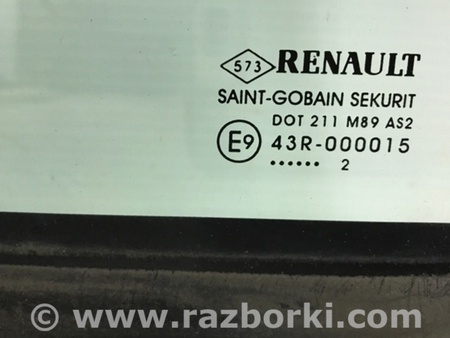 573 RENAULT
SAINT-GOBAIN SEKURIT
DOT 211 M89 AS2
E9 43R-000015
...... 2
© www.razborki.com